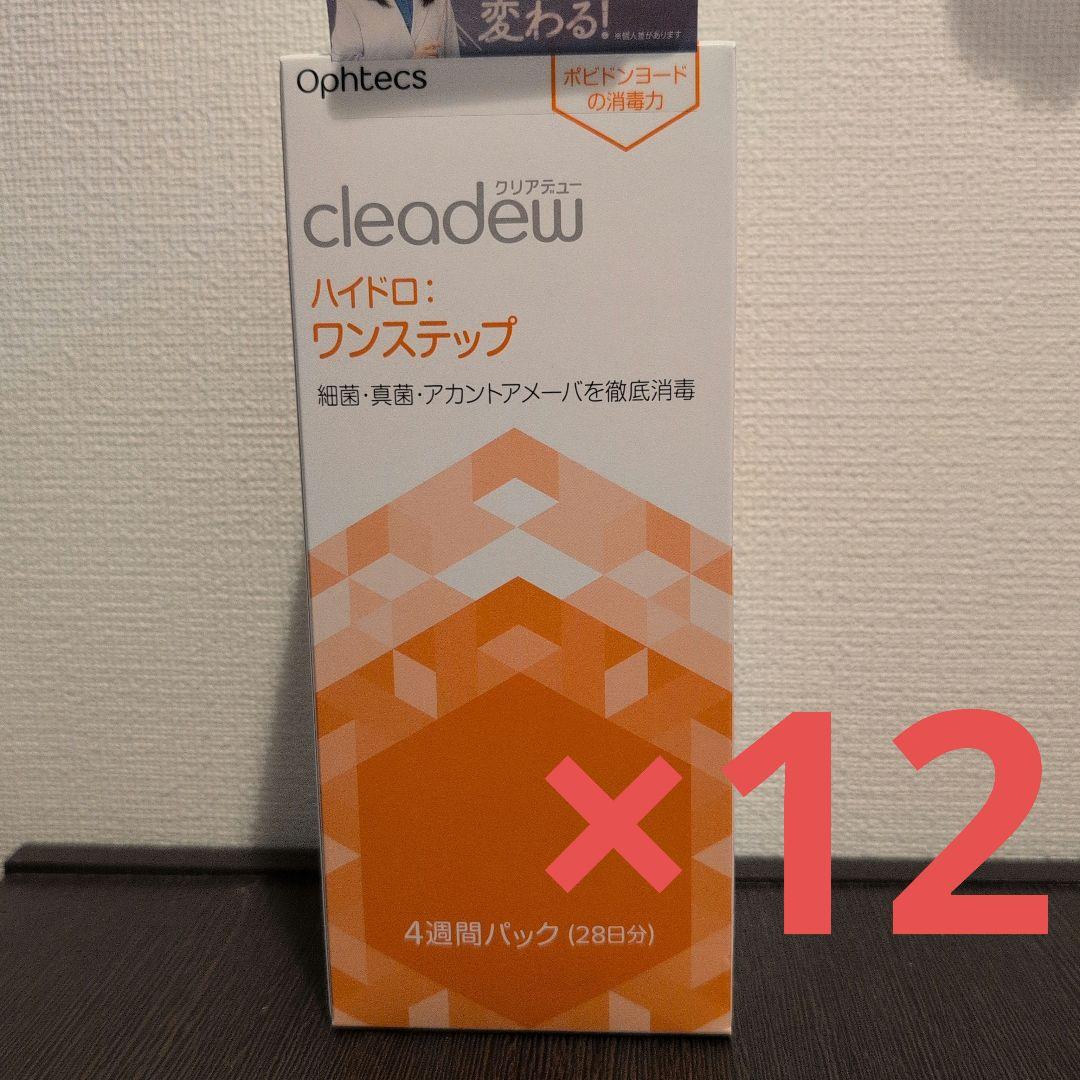 変わる!
※個人差があります
Ophtecs
ポビドンヨード
の消毒力
クリアデュー
cleadew
ハイドロ:
ワンステップ
細菌・真菌・アカントアメーバを徹底消毒
×12
4週間パック (28日分)